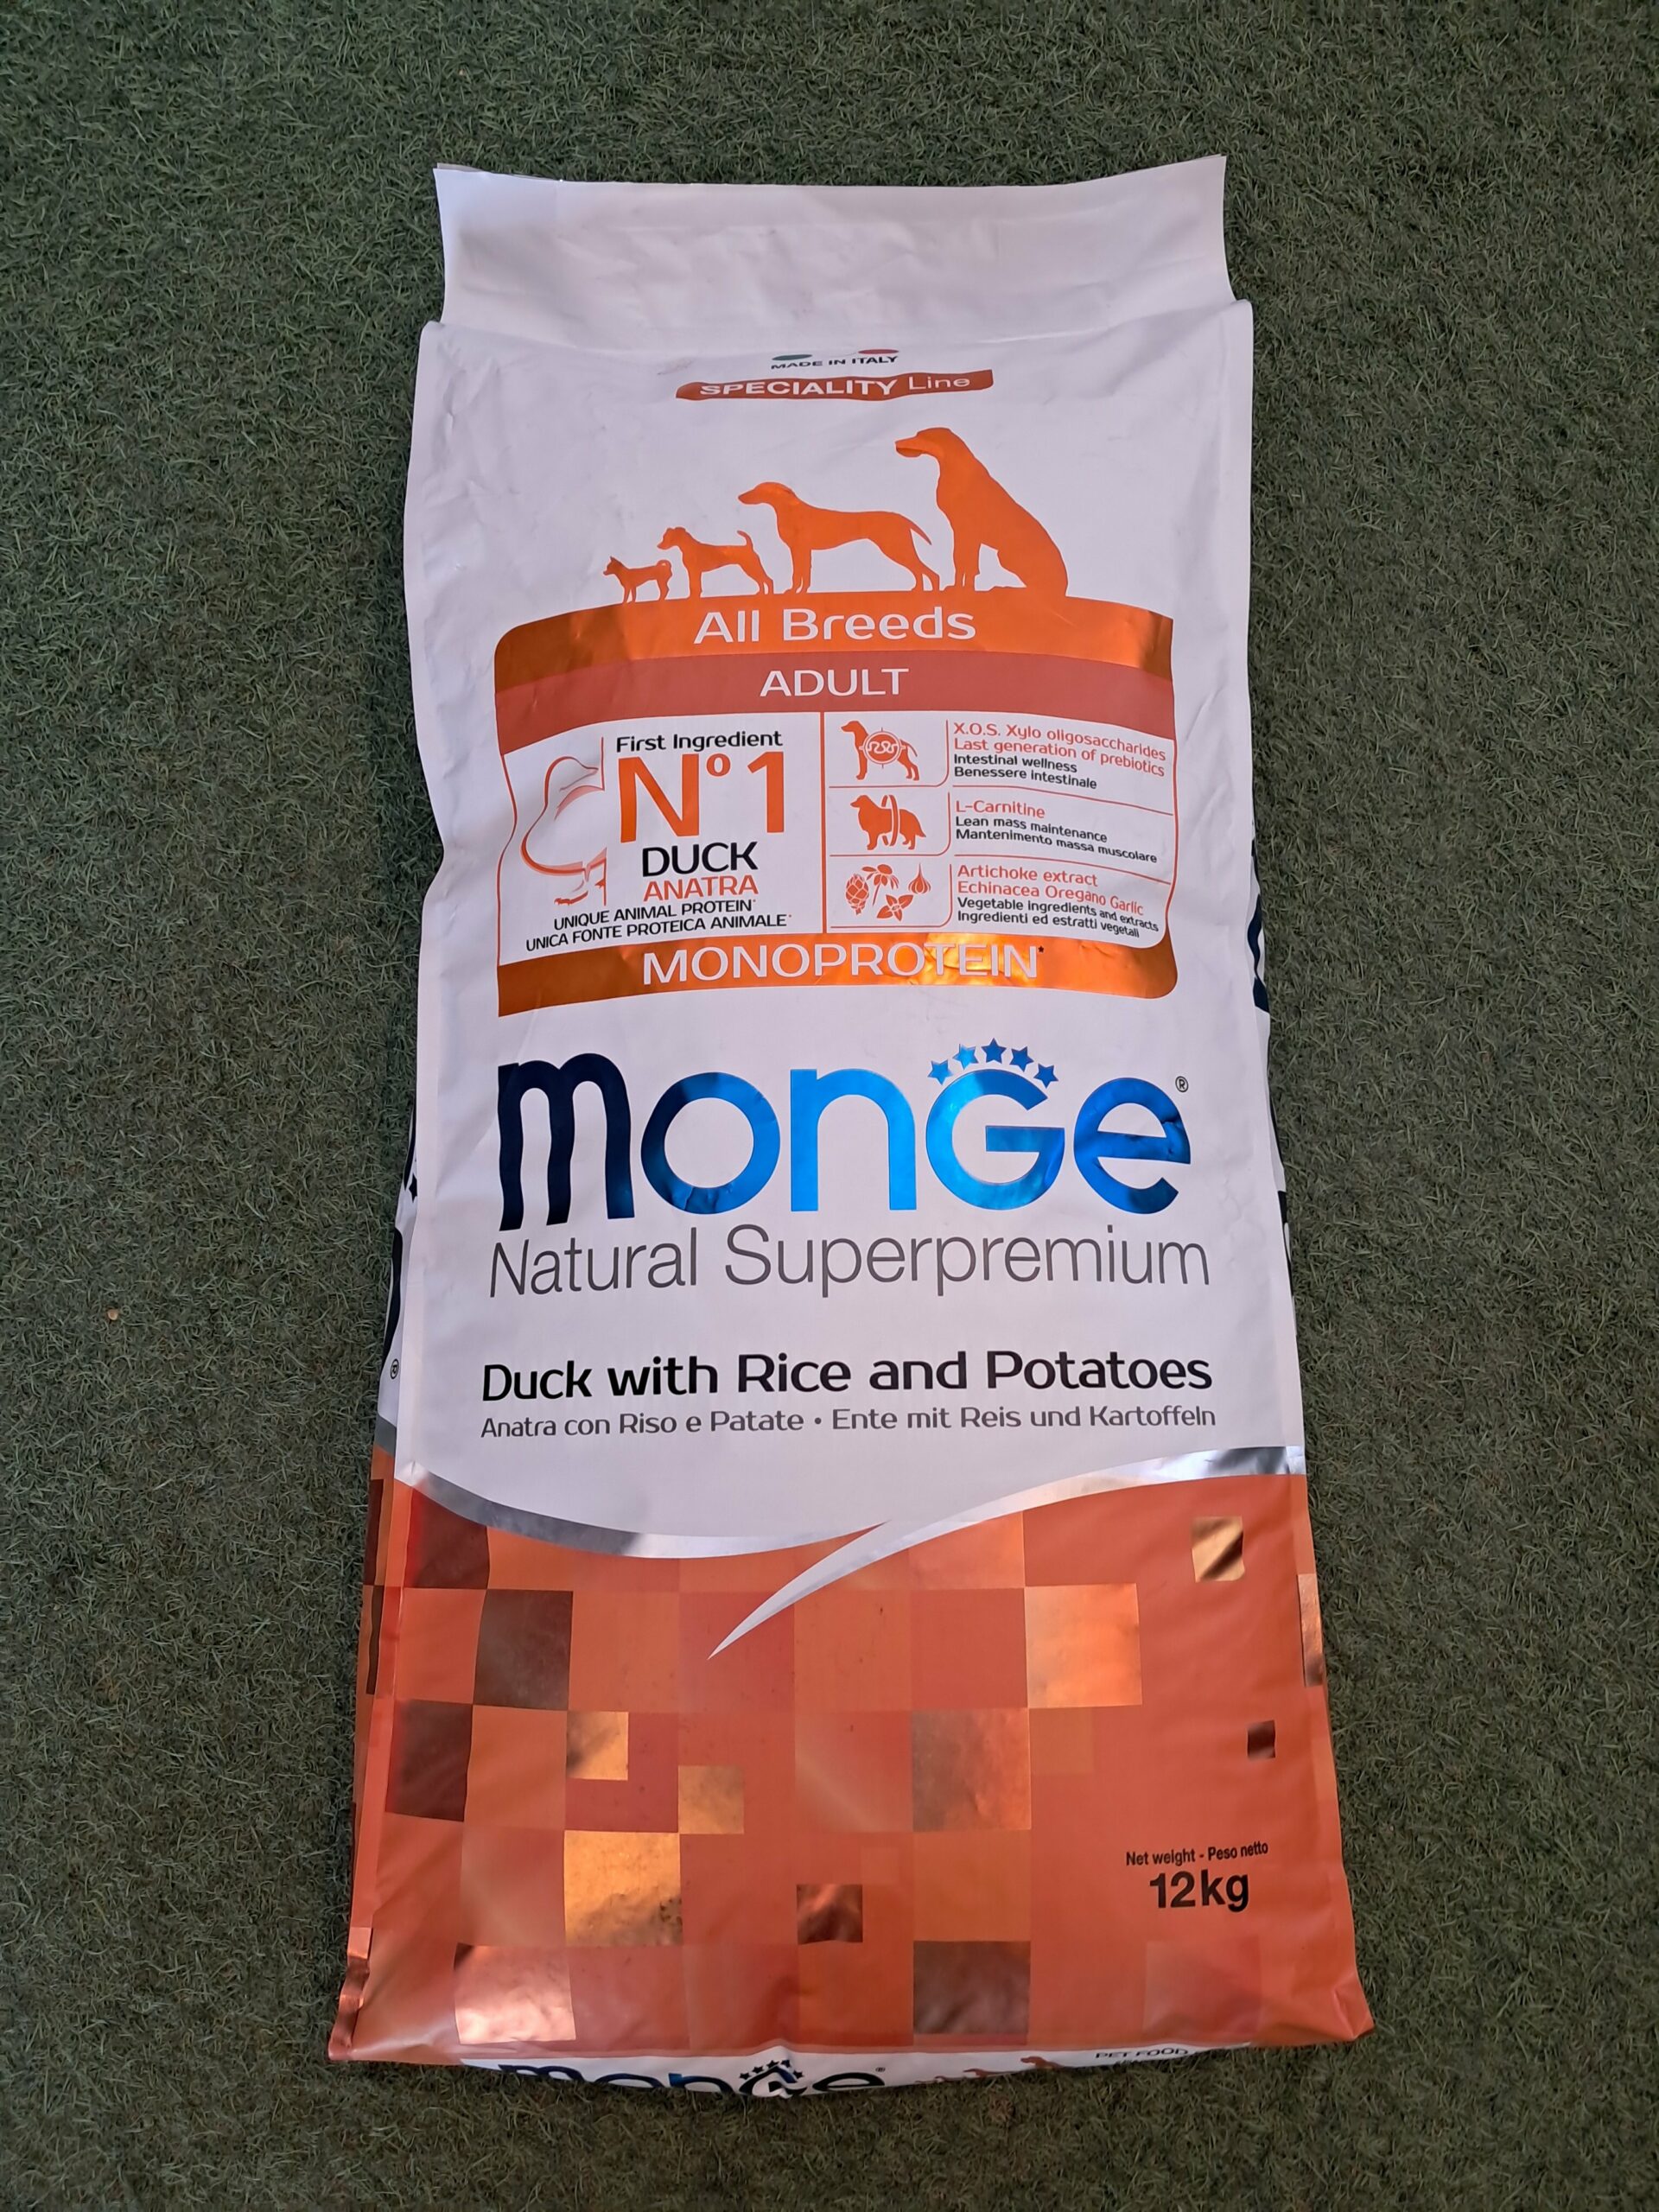 MADE IN ITALY
SPECIALITY Line
All Breeds
ADULT
First Ingredient
N°1
DUCK
ANATRA
UNIQUE ANIMAL PROTEIN*
UNICA FONTE PROTEICA ANIMALE*
X.O.S. Xylo oligosaccharides
Last generation of prebiotics
Intestinal wellness
Benessere intestinale
L-Carnitine
Lean mass maintenance
Mantenimento massa muscolare
Artichoke extract
Echinacea Oregano Garlic
Vegetable ingredients and extracts
Ingredienti ed estratti vegetali
MONOPROTEIN*
monGe®
Natural Superpremium
Duck with Rice and Potatoes
Anatra con Riso e Patate • Ente mit Reis und Kartoffeln
Net weight - Peso netto
12kg
monGe®
PET FOOD